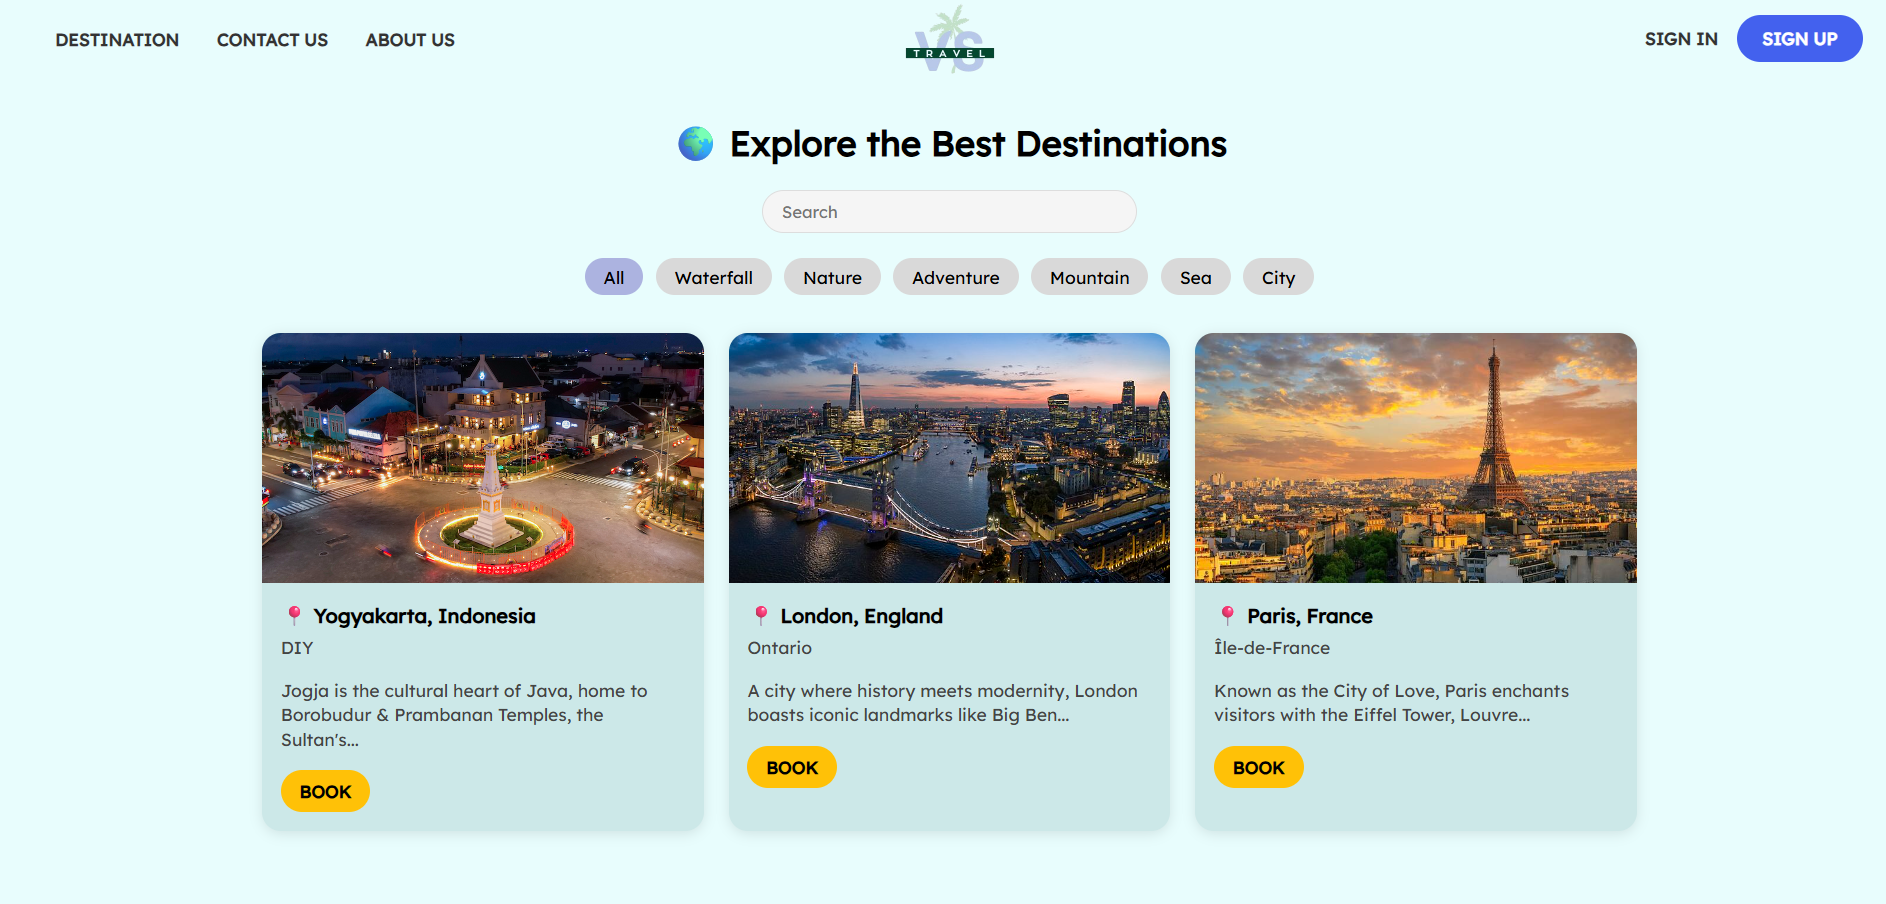 DESTINATION CONTACT US ABOUT US
VS
TRAVEL
SIGN IN SIGN UP
Explore the Best Destinations
Search
All Waterfall Nature Adventure Mountain Sea City
Yogyakarta, Indonesia
DIY
Jogja is the cultural heart of Java, home to
Borobudur & Prambanan Temples, the
Sultan's...
BOOK
London, England
Ontario
A city where history meets modernity, London
boasts iconic landmarks like Big Ben...
BOOK
Paris, France
Île-de-France
Known as the City of Love, Paris enchants
visitors with the Eiffel Tower, Louvre...
BOOK